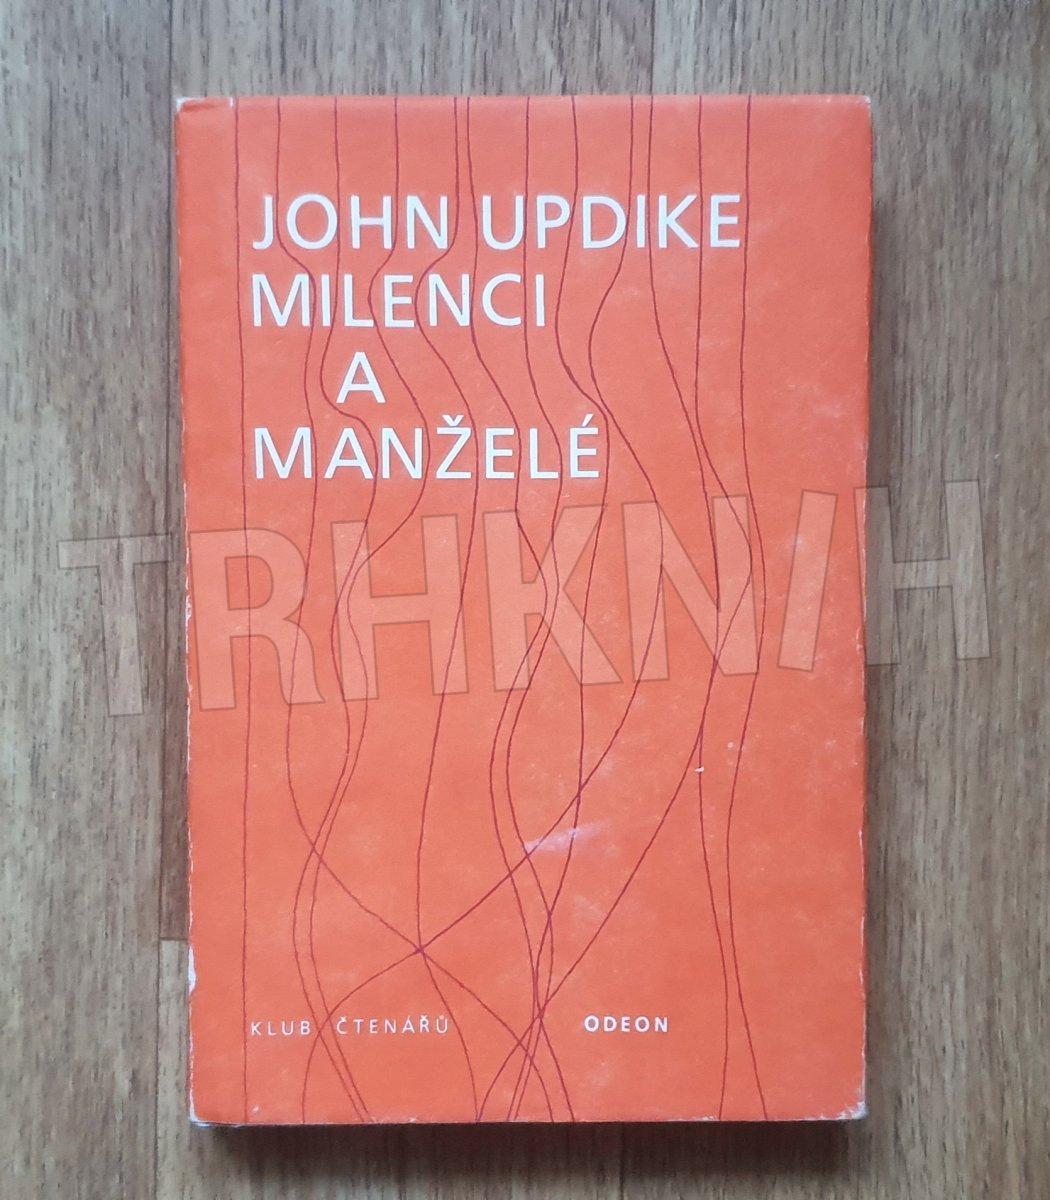 JOHN UPDIKE
MILENCI
A
MANŽELÉ
TRHKNIH
KLUB ČTENÁŘŮ
ODEON